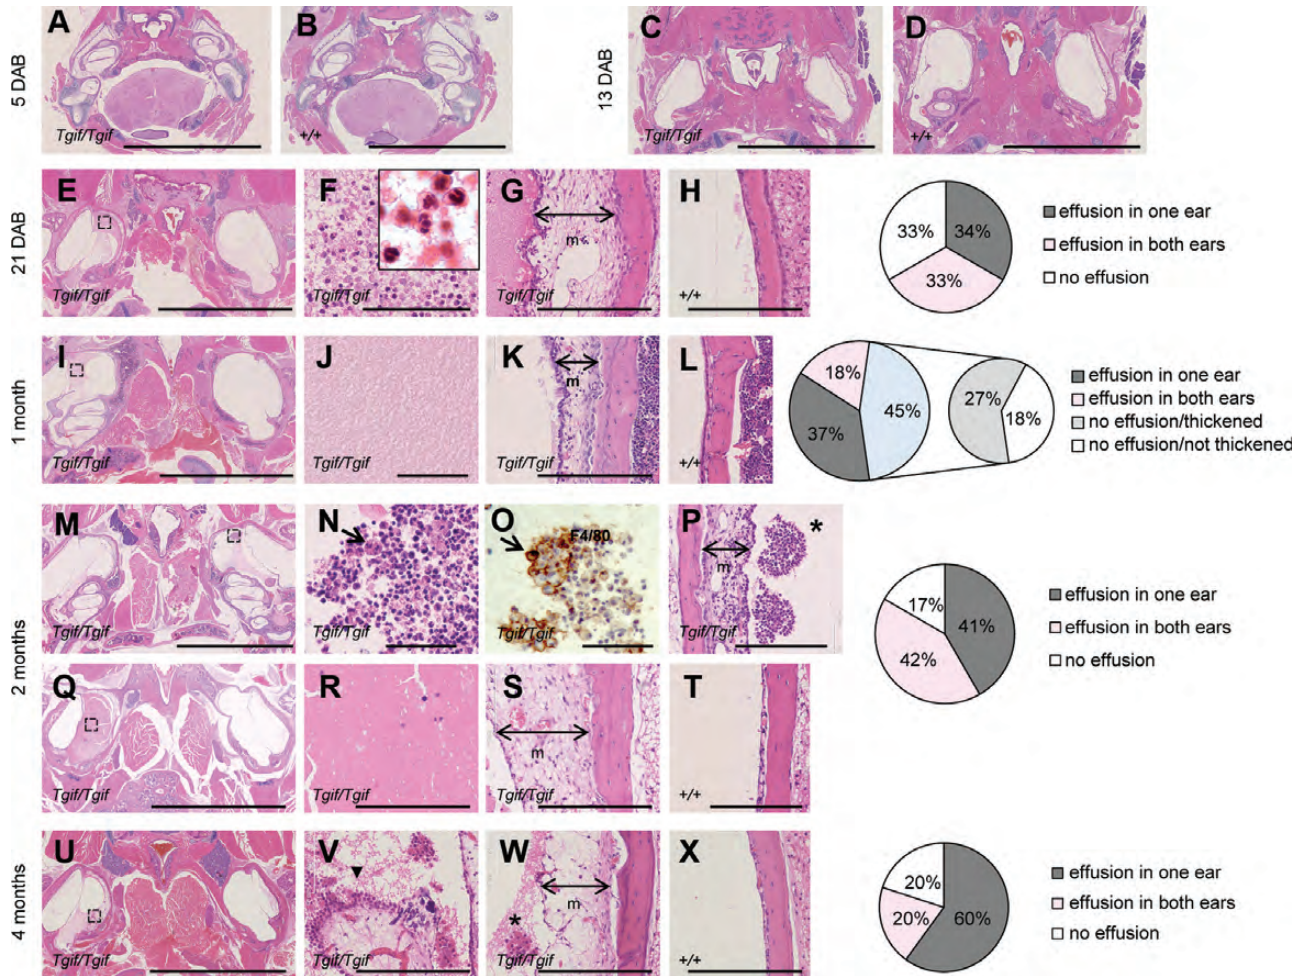 5 DAB
A
Tgif/Tgif
B
+/+
13 DAB
C
Tgif/Tgif
D
+/+
21 DAB
E
Tgif/Tgif
F
Tgif/Tgif
G
m
Tgif/Tgif
H
+/+
33%
34%
33%
effusion in one ear
effusion in both ears
no effusion
1 month
I
Tgif/Tgif
J
Tgif/Tgif
K
m
Tgif/Tgif
L
+/+
18%
45%
37%
27%
18%
effusion in one ear
effusion in both ears
no effusion/thickened
no effusion/not thickened
2 months
M
Tgif/Tgif
N
Tgif/Tgif
O
F4/80
Tgif/Tgif
P
*
m
Tgif/Tgif
17%
41%
42%
effusion in one ear
effusion in both ears
no effusion
Q
Tgif/Tgif
R
Tgif/Tgif
S
m
Tgif/Tgif
T
+/+
4 months
U
Tgif/Tgif
V
Tgif/Tgif
W
m
*
Tgif/Tgif
X
+/+
20%
20%
60%
effusion in one ear
effusion in both ears
no effusion